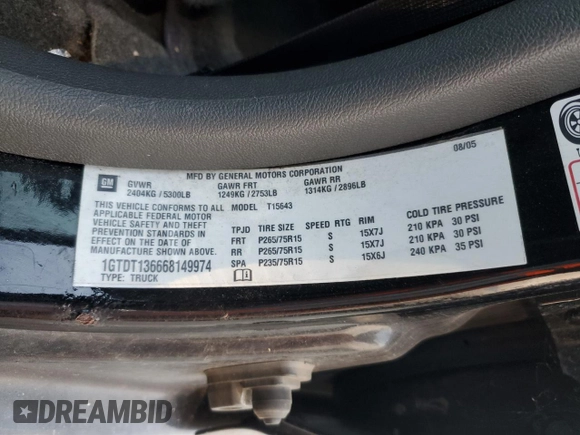 MFD BY GENERAL MOTORS CORPORATION 08/05
GM
GVWR GAWR FRT GAWR RR
2404KG / 5300LB 1249KG / 2753LB 1314KG / 2896LB
THIS VEHICLE CONFORMS TO ALL
APPLICABLE FEDERAL MOTOR
VEHICLE SAFETY AND THEFT
PREVENTION STANDARDS IN
EFFECT ON THE DATE OF
MANUFACTURE SHOWN ABOVE.
1GTDT136668149974
TYPE: TRUCK
MODEL T15643
TPJD TIRE SIZE SPEED RTG RIM COLD TIRE PRESSURE
FRT P265/75R15 S 15X7J 210 KPA 30 PSI
RR P265/75R15 S 15X7J 210 KPA 30 PSI
SPA P235/75R15 S 15X6J 240 KPA 35 PSI
DREAMBID